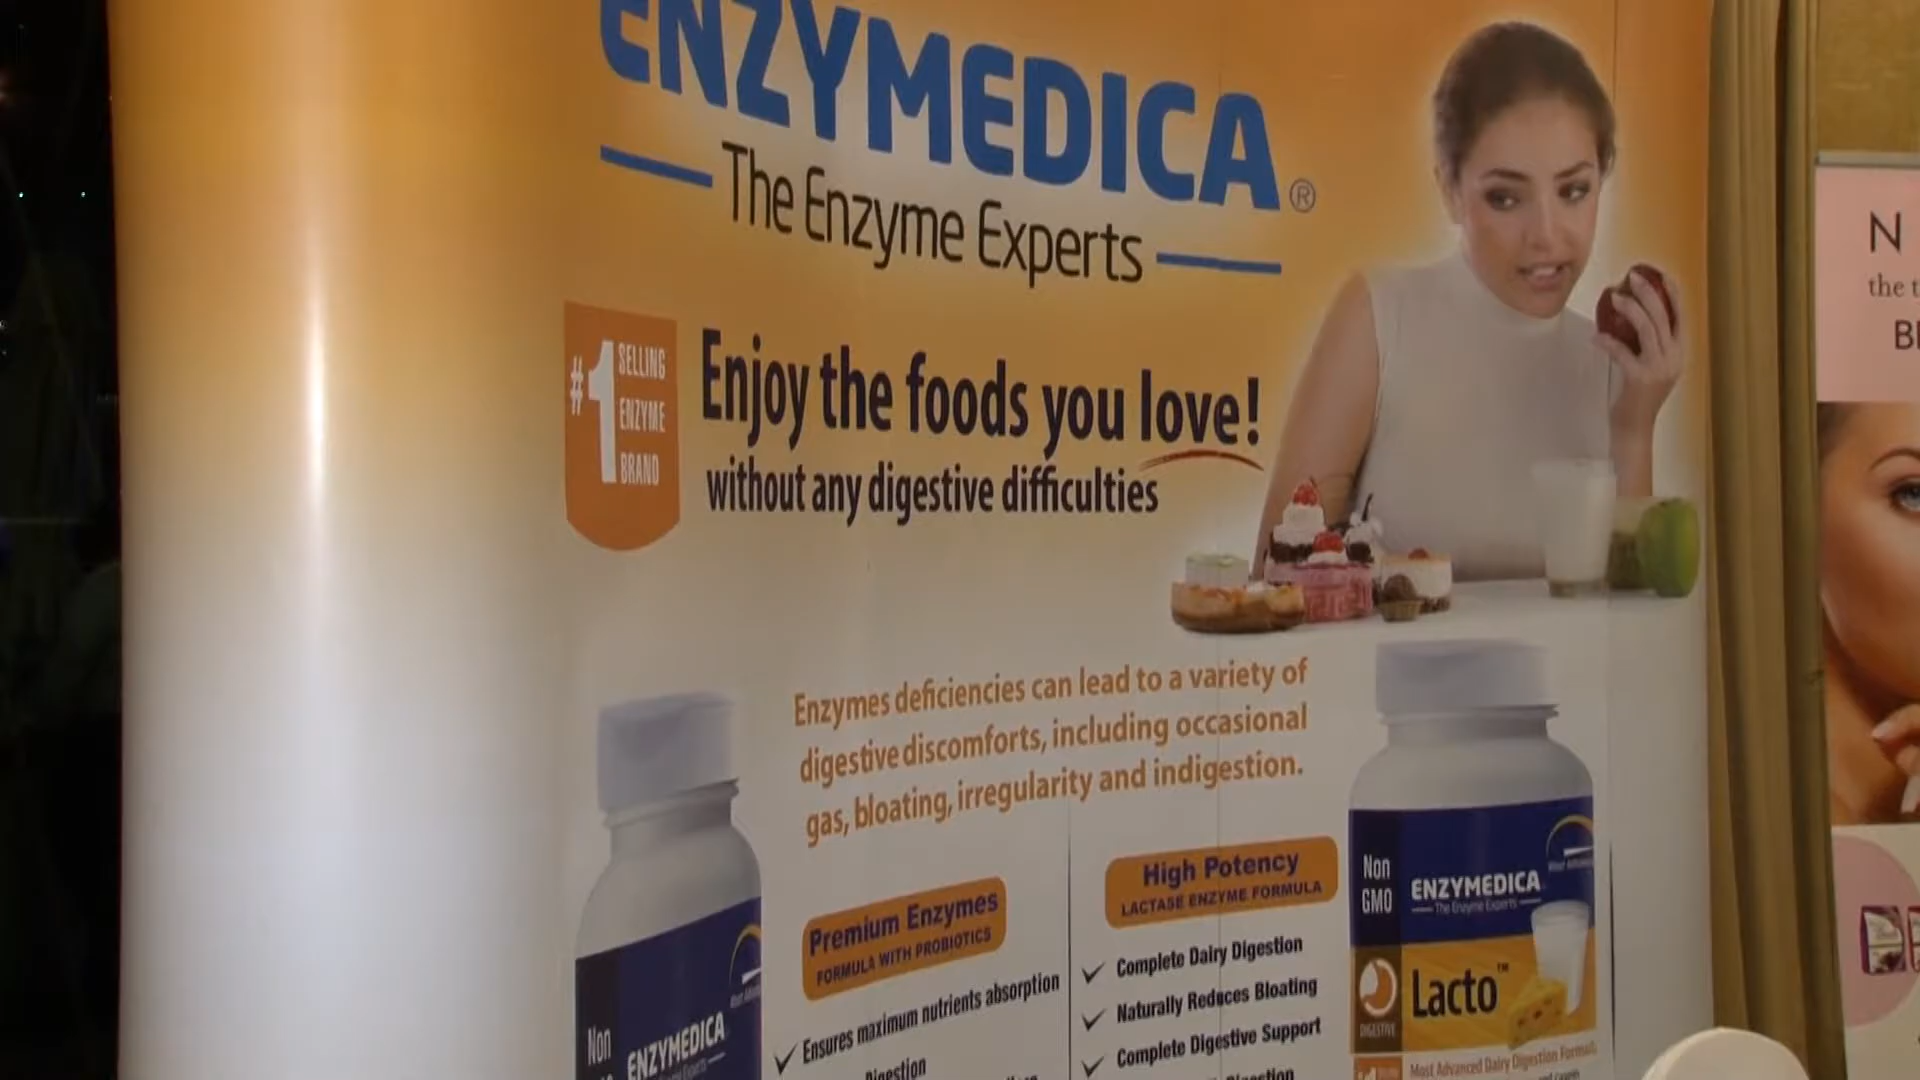 ENZYMEDICA®
The Enzyme Experts
#1 SELLING
ENZYME
BRAND
Enjoy the foods you love!
without any digestive difficulties
Enzymes deficiencies can lead to a variety of
digestive discomforts, including occasional
gas, bloating, irregularity and indigestion.
Premium Enzymes
FORMULA WITH PROBIOTICS
Ensures maximum nutrients absorption
Digestion
High Potency
LACTASE ENZYME FORMULA
Complete Dairy Digestion
Naturally Reduces Bloating
Complete Digestive Support
Non
ENZYMEDICA
Non
GMO
ENZYMEDICA
The Enzyme Experts
Lacto™
DIGESTIVE
Most Advanced Dairy Digestion Formula
N
the t